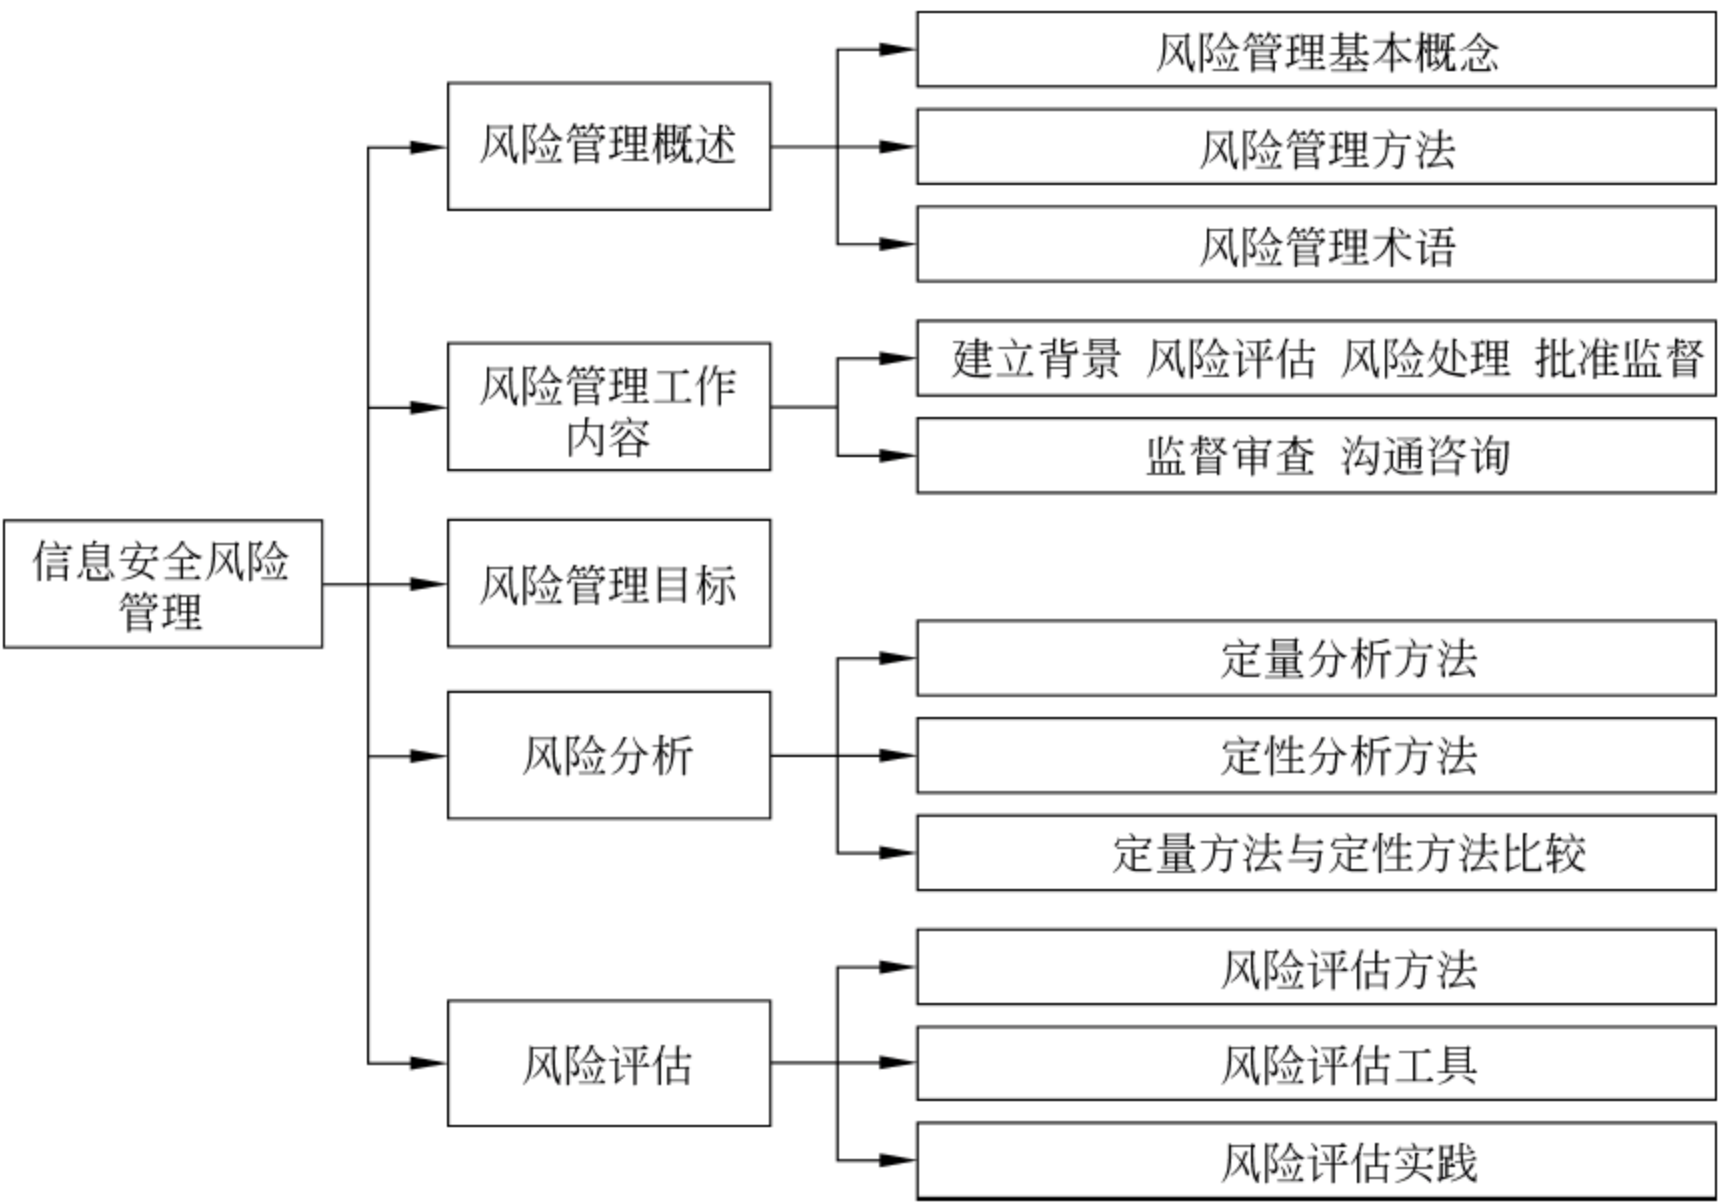 信息安全风险
管理
风险管理概述
风险管理基本概念
风险管理方法
风险管理术语
风险管理工作
内容
建立背景 风险评估 风险处理 批准监督
监督审查 沟通咨询
风险管理目标
风险分析
定量分析方法
定性分析方法
定量方法与定性方法比较
风险评估
风险评估方法
风险评估工具
风险评估实践